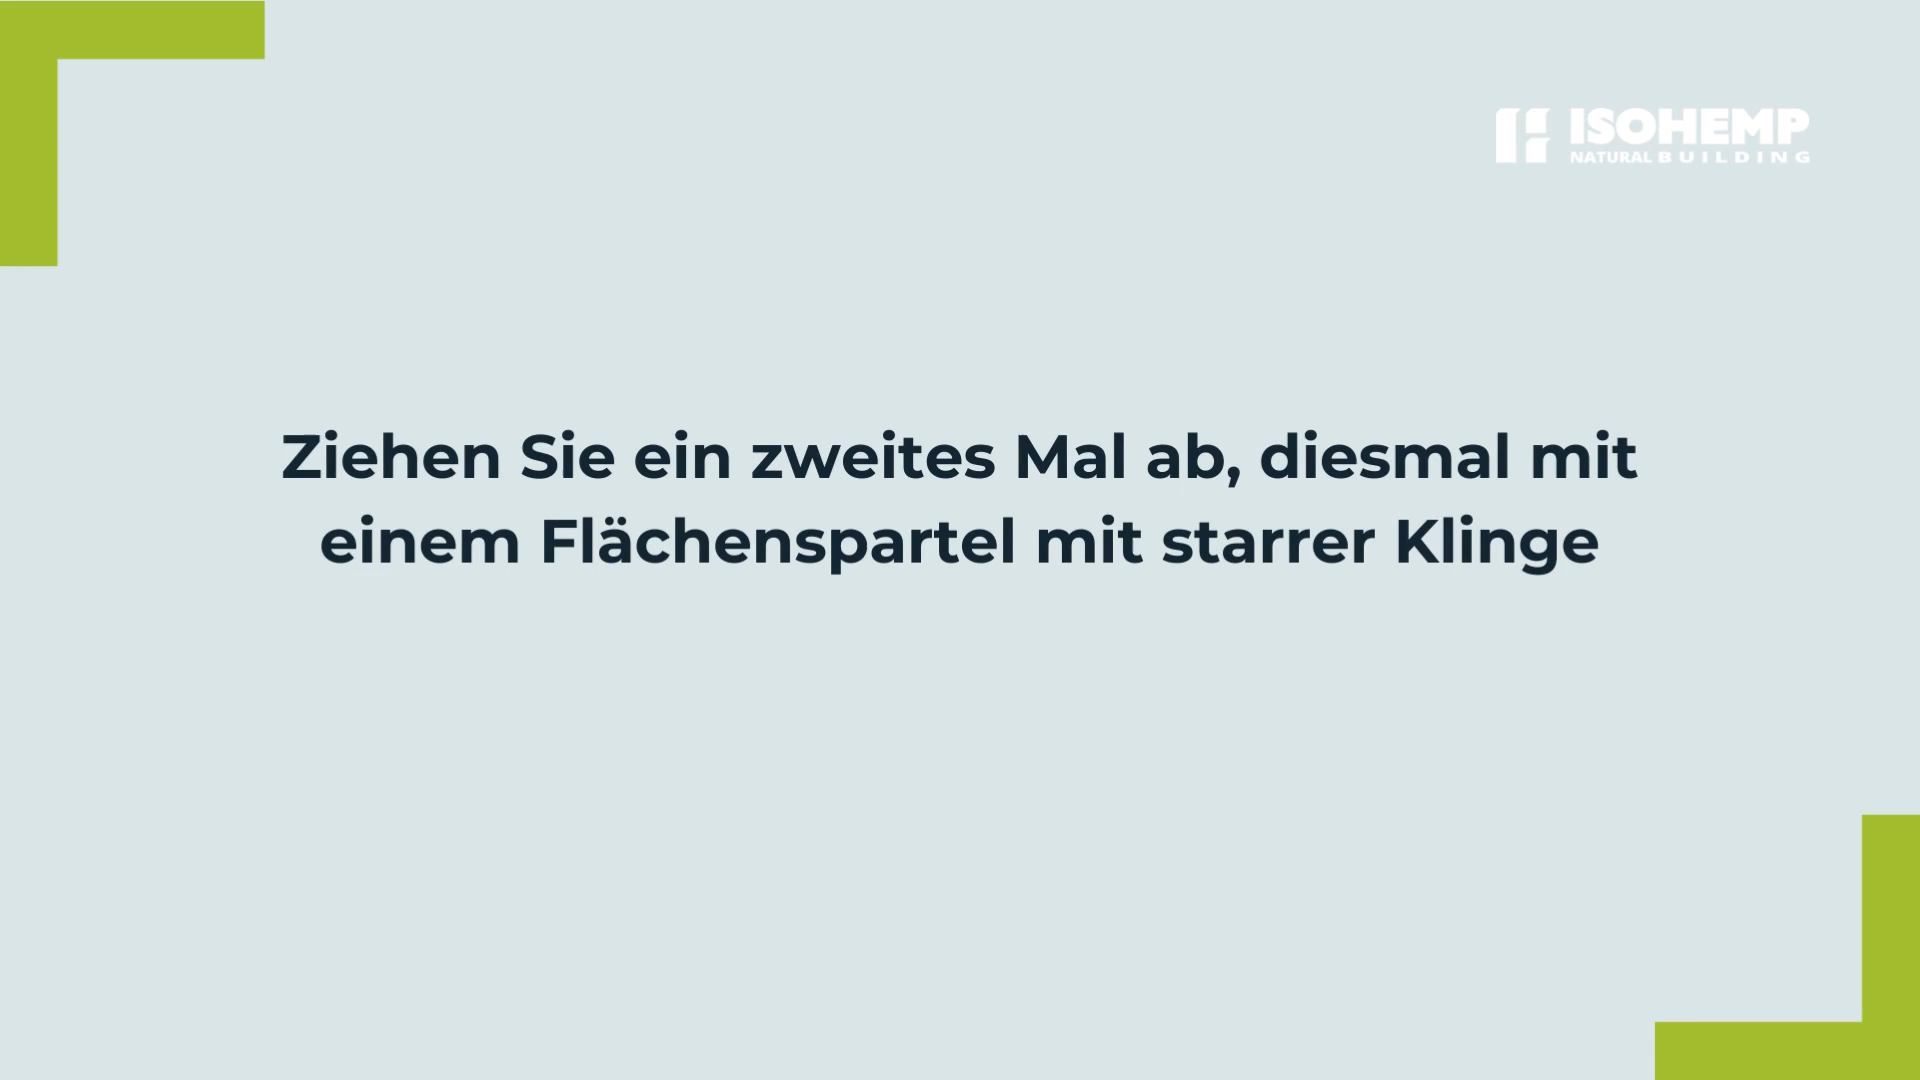 ISOHEMP
NATURAL BUILDING
Ziehen Sie ein zweites Mal ab, diesmal mit
einem Flächenspartel mit starrer Klinge